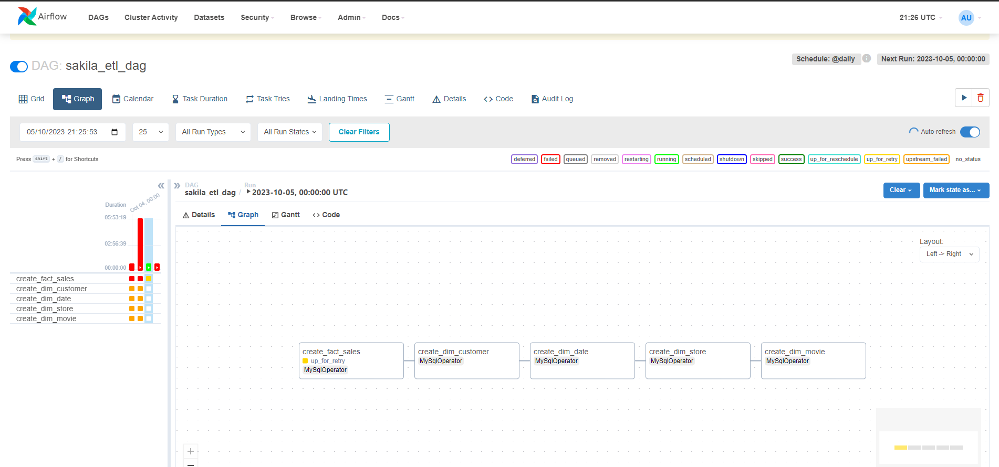 Airflow DAGs Cluster Activity Datasets Security Browse Admin Docs 21:26 UTC AU
DAG: sakila_etl_dag
Schedule: @daily i Next Run: 2023-10-05, 00:00:00
Grid Graph Calendar Task Duration Task Tries Landing Times Gantt Details Code Audit Log
05/10/2023 21:25:53 25 All Run Types All Run States Clear Filters Auto-refresh
Press shift + / for Shortcuts
deferred failed queued removed restarting running scheduled shutdown skipped success up_for_reschedule up_for_retry upstream_failed no_status
DAG Run
sakila_etl_dag / 2023-10-05, 00:00:00 UTC
Clear Mark state as...
Details Graph Gantt Code
Duration
Oct 04, 00:00
05:53:19
02:56:39
00:00:00
create_fact_sales
create_dim_customer
create_dim_date
create_dim_store
create_dim_movie
Layout:
Left -> Right
create_fact_sales
up_for_retry
MySqlOperator
create_dim_customer
MySqlOperator
create_dim_date
MySqlOperator
create_dim_store
MySqlOperator
create_dim_movie
MySqlOperator